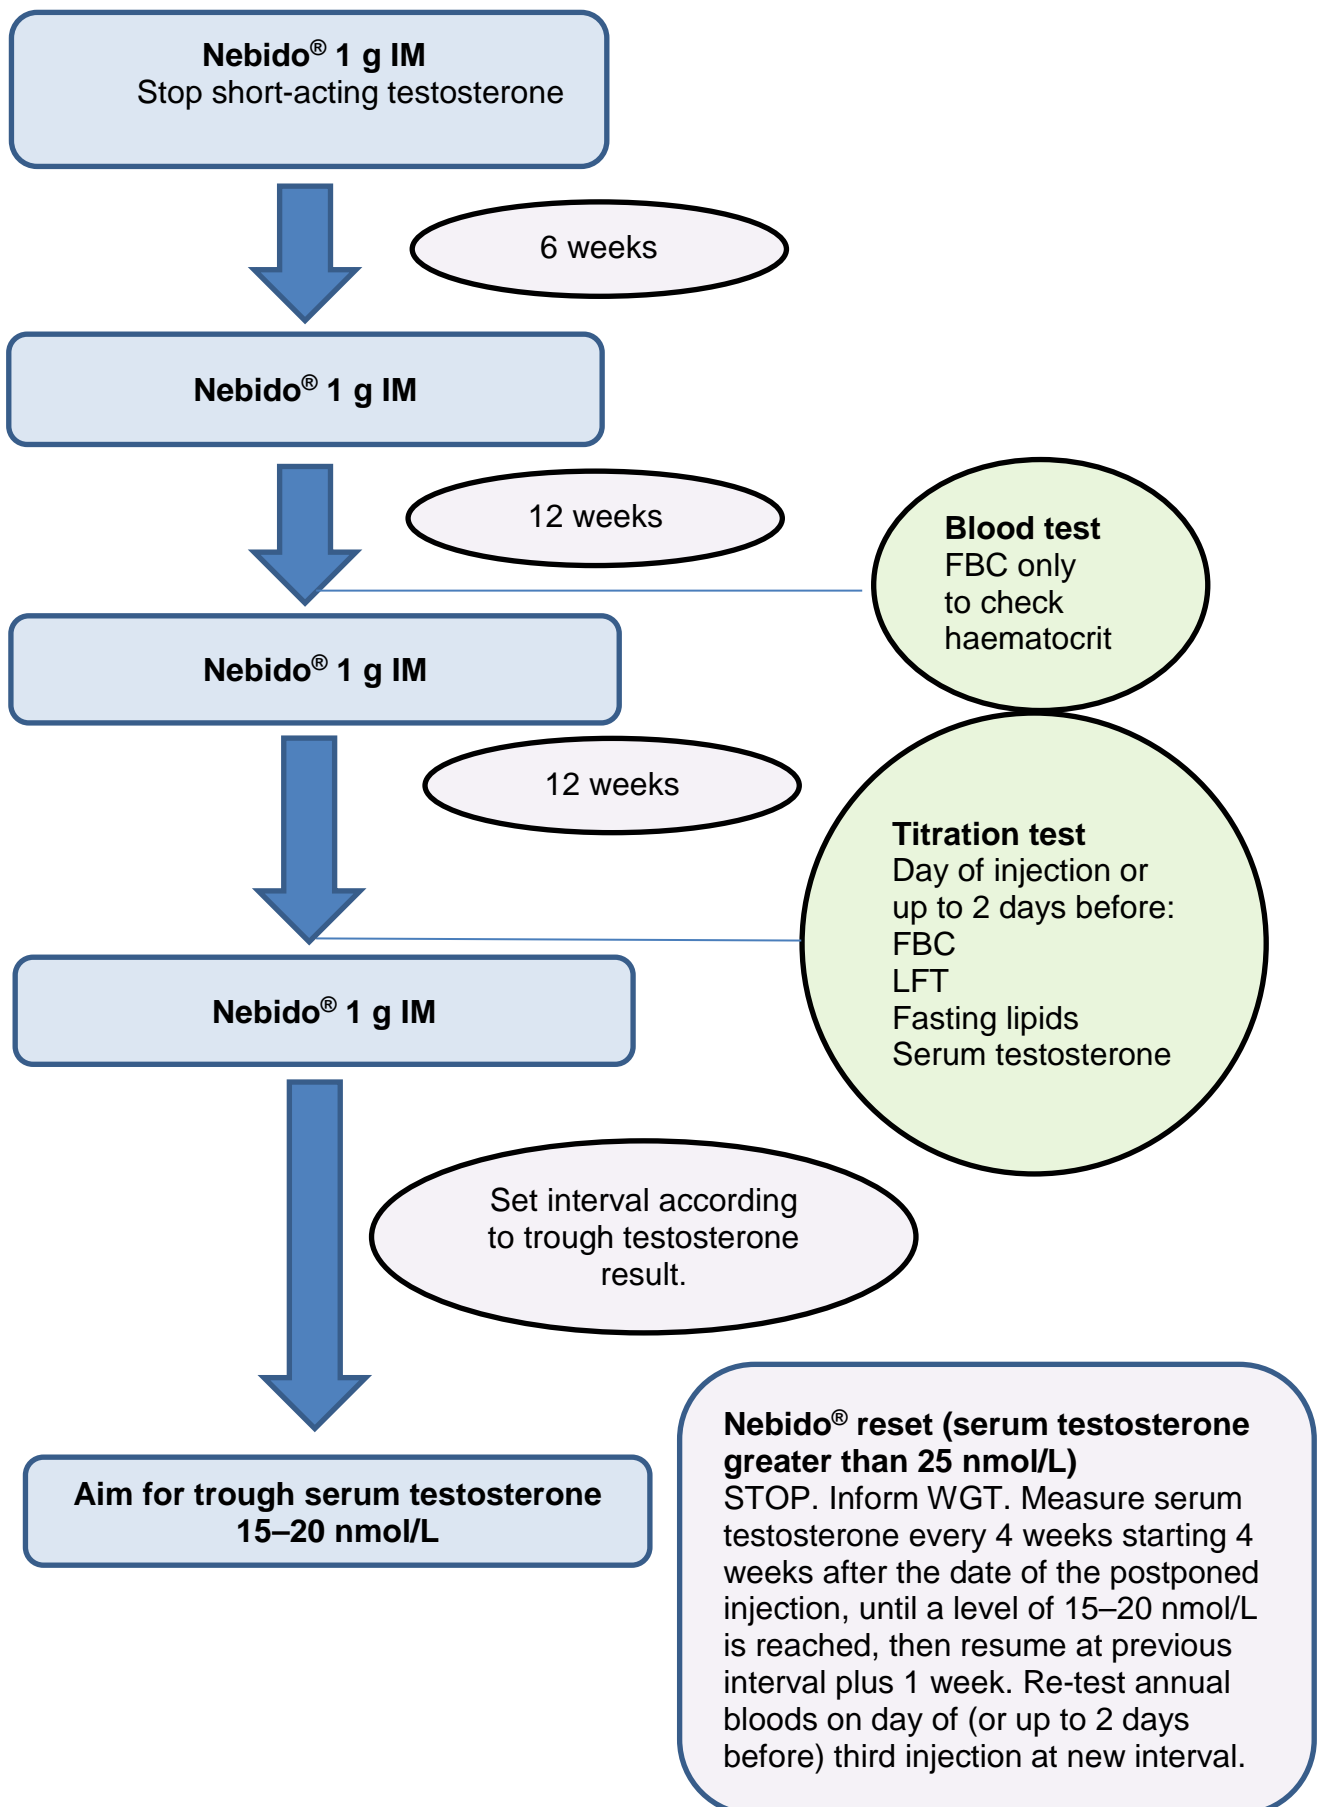 Nebido® 1 g IM
Stop short-acting testosterone
6 weeks
Nebido® 1 g IM
12 weeks
Blood test
FBC only
to check
haematocrit
Nebido® 1 g IM
12 weeks
Titration test
Day of injection or
up to 2 days before:
FBC
LFT
Fasting lipids
Serum testosterone
Nebido® 1 g IM
Set interval according
to trough testosterone
result.
Aim for trough serum testosterone
15–20 nmol/L
Nebido® reset (serum testosterone
greater than 25 nmol/L)
STOP. Inform WGT. Measure serum
testosterone every 4 weeks starting 4
weeks after the date of the postponed
injection, until a level of 15–20 nmol/L
is reached, then resume at previous
interval plus 1 week. Re-test annual
bloods on day of (or up to 2 days
before) third injection at new interval.